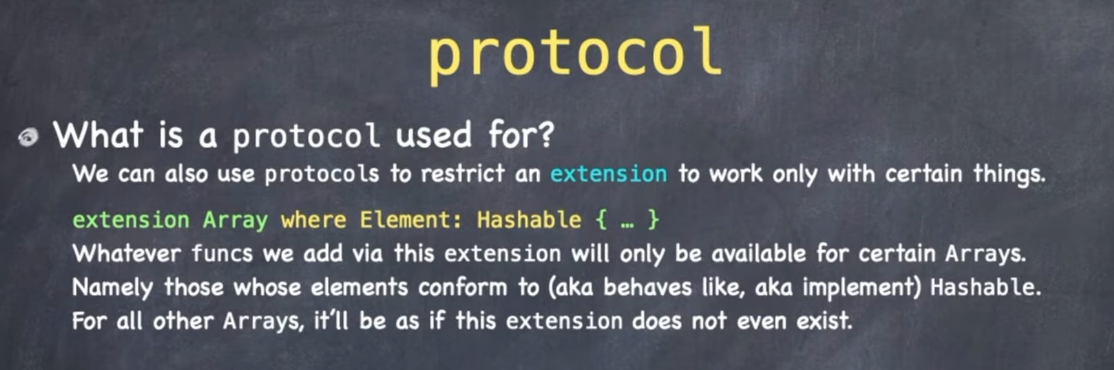 protocol
What is a protocol used for?
We can also use protocols to restrict an extension to work only with certain things.
extension Array where Element: Hashable { … }
Whatever funcs we add via this extension will only be available for certain Arrays.
Namely those whose elements conform to (aka behaves like, aka implement) Hashable.
For all other Arrays, it’ll be as if this extension does not even exist.